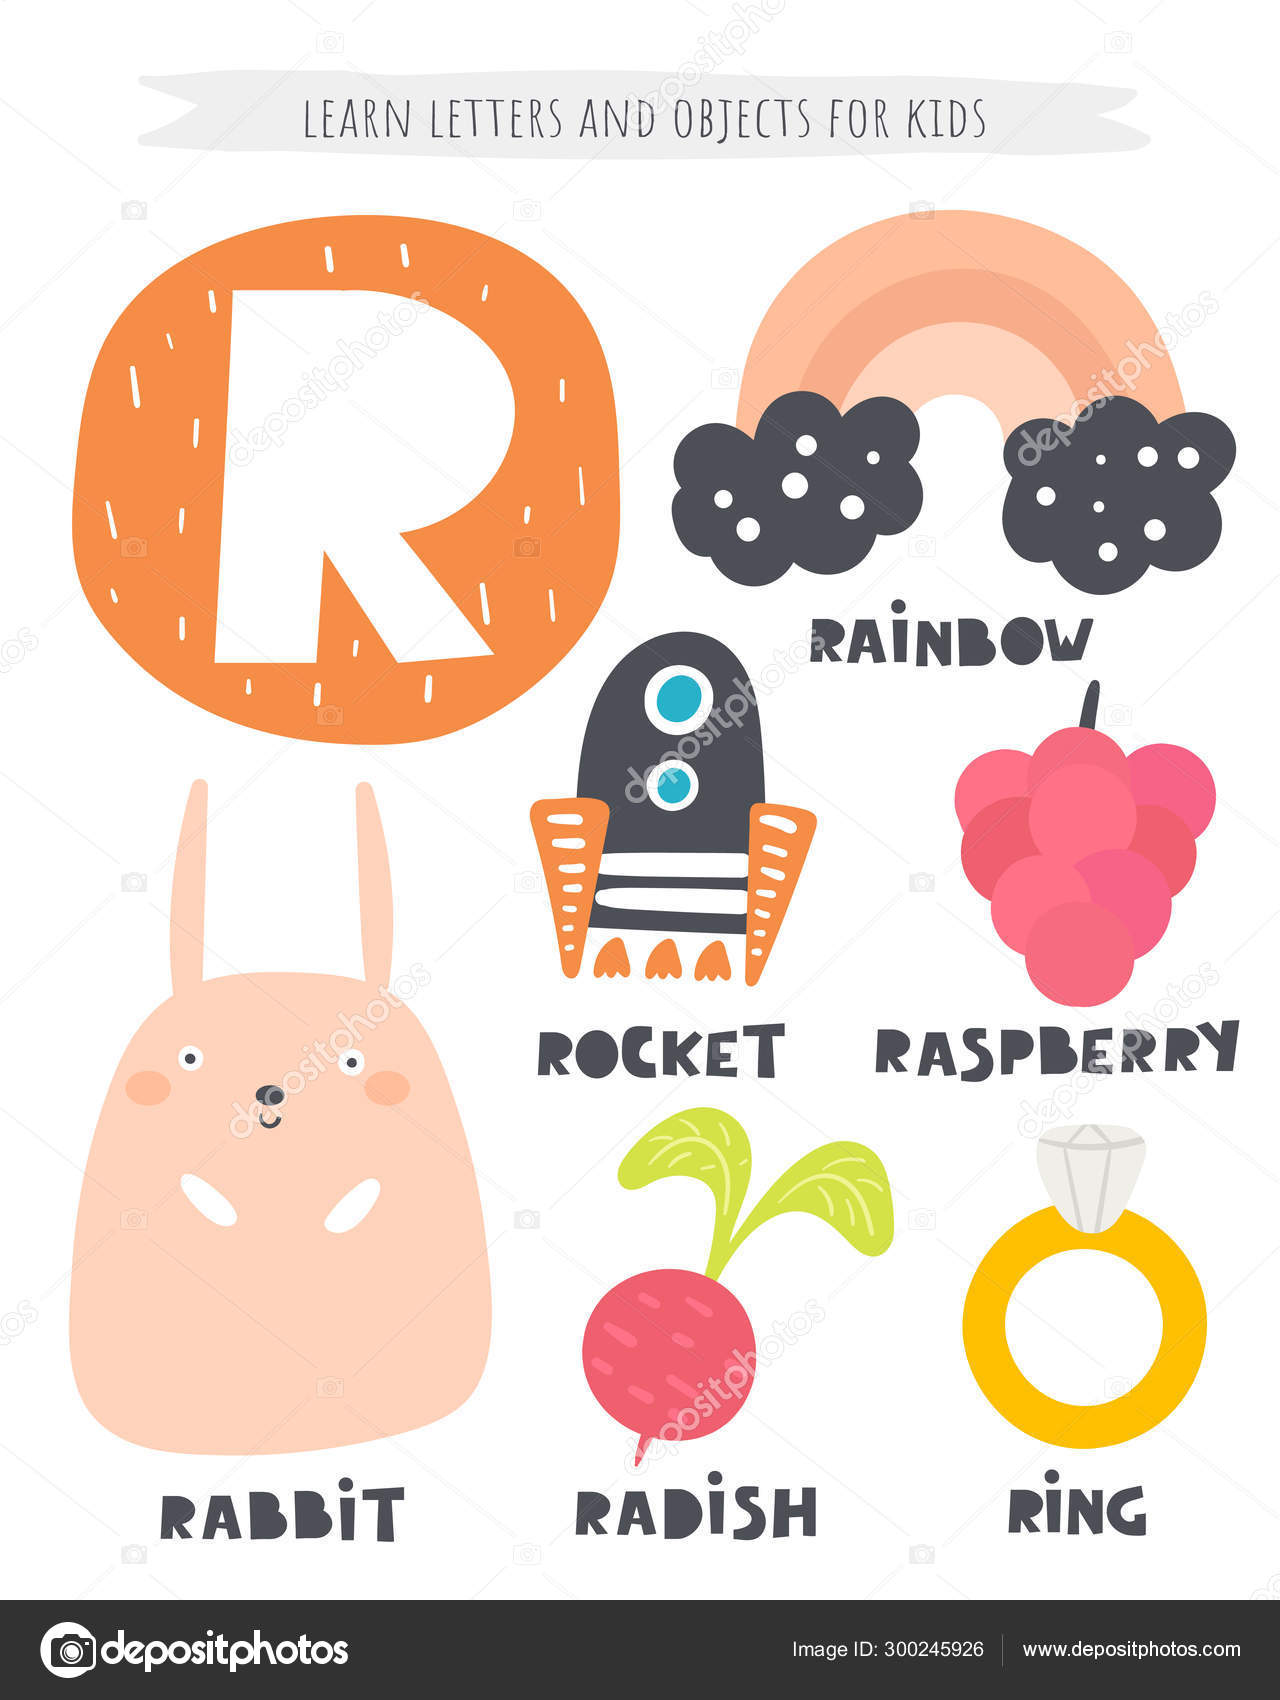 LEARN LETTERS AND OBJECTS FOR KIDS
R
RAiNBOW
ROCKET
RASPBERRY
RABBiT
RADiSH
RiNG
depositphotos
Image ID: 300245926
www.depositphotos.com